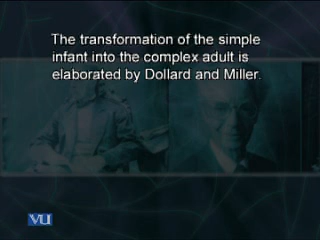 The transformation of the simple
infant into the complex adult is
elaborated by Dollard and Miller.
VU